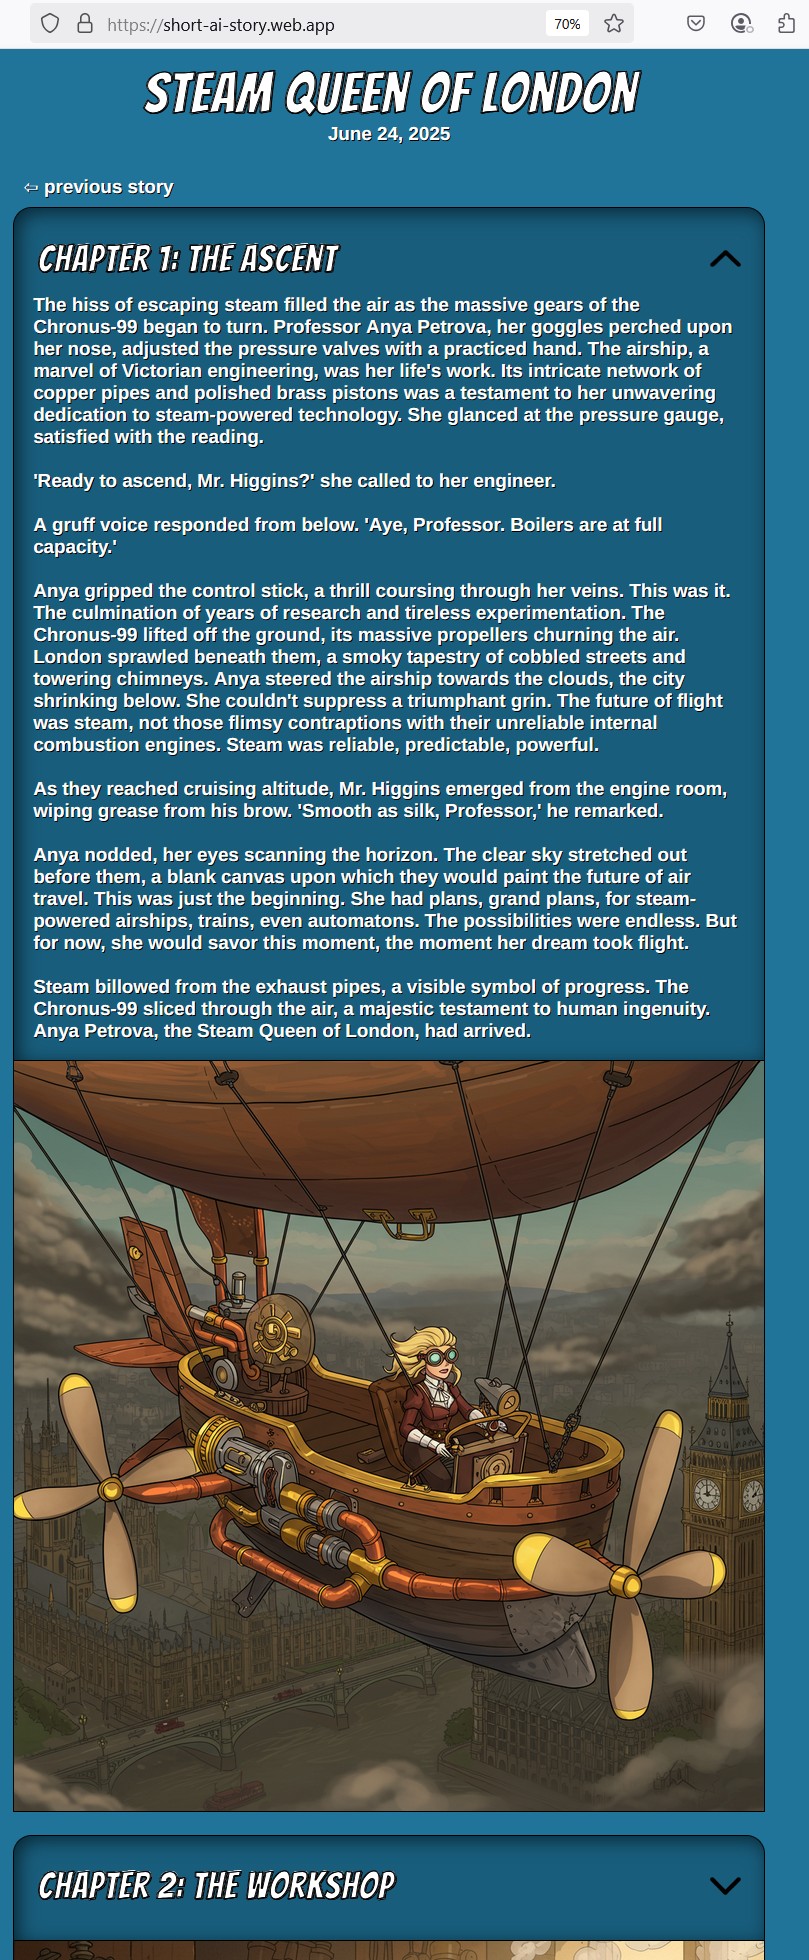 https://short-ai-story.web.app
70%
STEAM QUEEN OF LONDON
June 24, 2025
⇦ previous story
CHAPTER 1: THE ASCENT
The hiss of escaping steam filled the air as the massive gears of the
Chronus-99 began to turn. Professor Anya Petrova, her goggles perched upon
her nose, adjusted the pressure valves with a practiced hand. The airship, a
marvel of Victorian engineering, was her life's work. Its intricate network of
copper pipes and polished brass pistons was a testament to her unwavering
dedication to steam-powered technology. She glanced at the pressure gauge,
satisfied with the reading.
'Ready to ascend, Mr. Higgins?' she called to her engineer.
A gruff voice responded from below. 'Aye, Professor. Boilers are at full
capacity.'
Anya gripped the control stick, a thrill coursing through her veins. This was it.
The culmination of years of research and tireless experimentation. The
Chronus-99 lifted off the ground, its massive propellers churning the air.
London sprawled beneath them, a smoky tapestry of cobbled streets and
towering chimneys. Anya steered the airship towards the clouds, the city
shrinking below. She couldn't suppress a triumphant grin. The future of flight
was steam, not those flimsy contraptions with their unreliable internal
combustion engines. Steam was reliable, predictable, powerful.
As they reached cruising altitude, Mr. Higgins emerged from the engine room,
wiping grease from his brow. 'Smooth as silk, Professor,' he remarked.
Anya nodded, her eyes scanning the horizon. The clear sky stretched out
before them, a blank canvas upon which they would paint the future of air
travel. This was just the beginning. She had plans, grand plans, for steam-
powered airships, trains, even automatons. The possibilities were endless. But
for now, she would savor this moment, the moment her dream took flight.
Steam billowed from the exhaust pipes, a visible symbol of progress. The
Chronus-99 sliced through the air, a majestic testament to human ingenuity.
Anya Petrova, the Steam Queen of London, had arrived.
CHAPTER 2: THE WORKSHOP